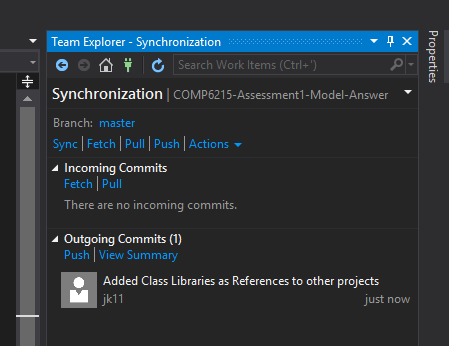 Team Explorer - Synchronization
Properties
Search Work Items (Ctrl+')
Synchronization | COMP6215-Assessment1-Model-Answer
Branch: master
Sync | Fetch | Pull | Push | Actions
Incoming Commits
Fetch | Pull
There are no incoming commits.
Outgoing Commits (1)
Push | View Summary
Added Class Libraries as References to other projects
jk11 just now